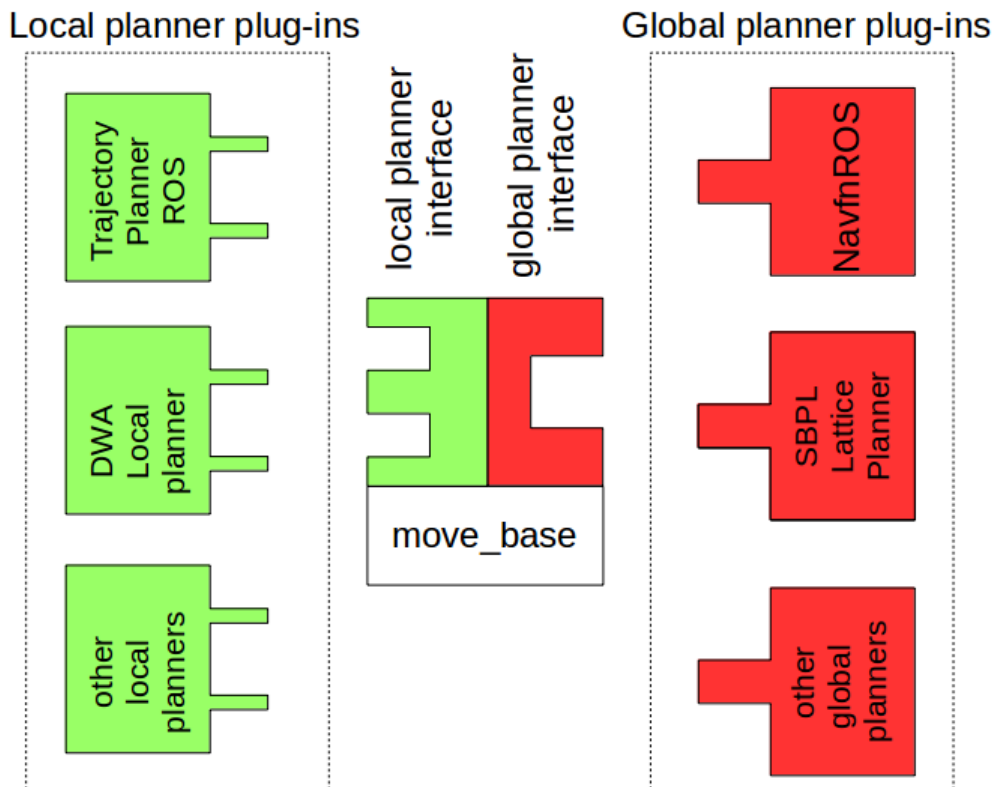 Local planner plug-ins
Global planner plug-ins
Trajectory
Planner
ROS
local planner
interface
global planner
interface
NavfnROS
DWA
Local
planner
move_base
SBPL
Lattice
Planner
other
local
planners
other
global
planners